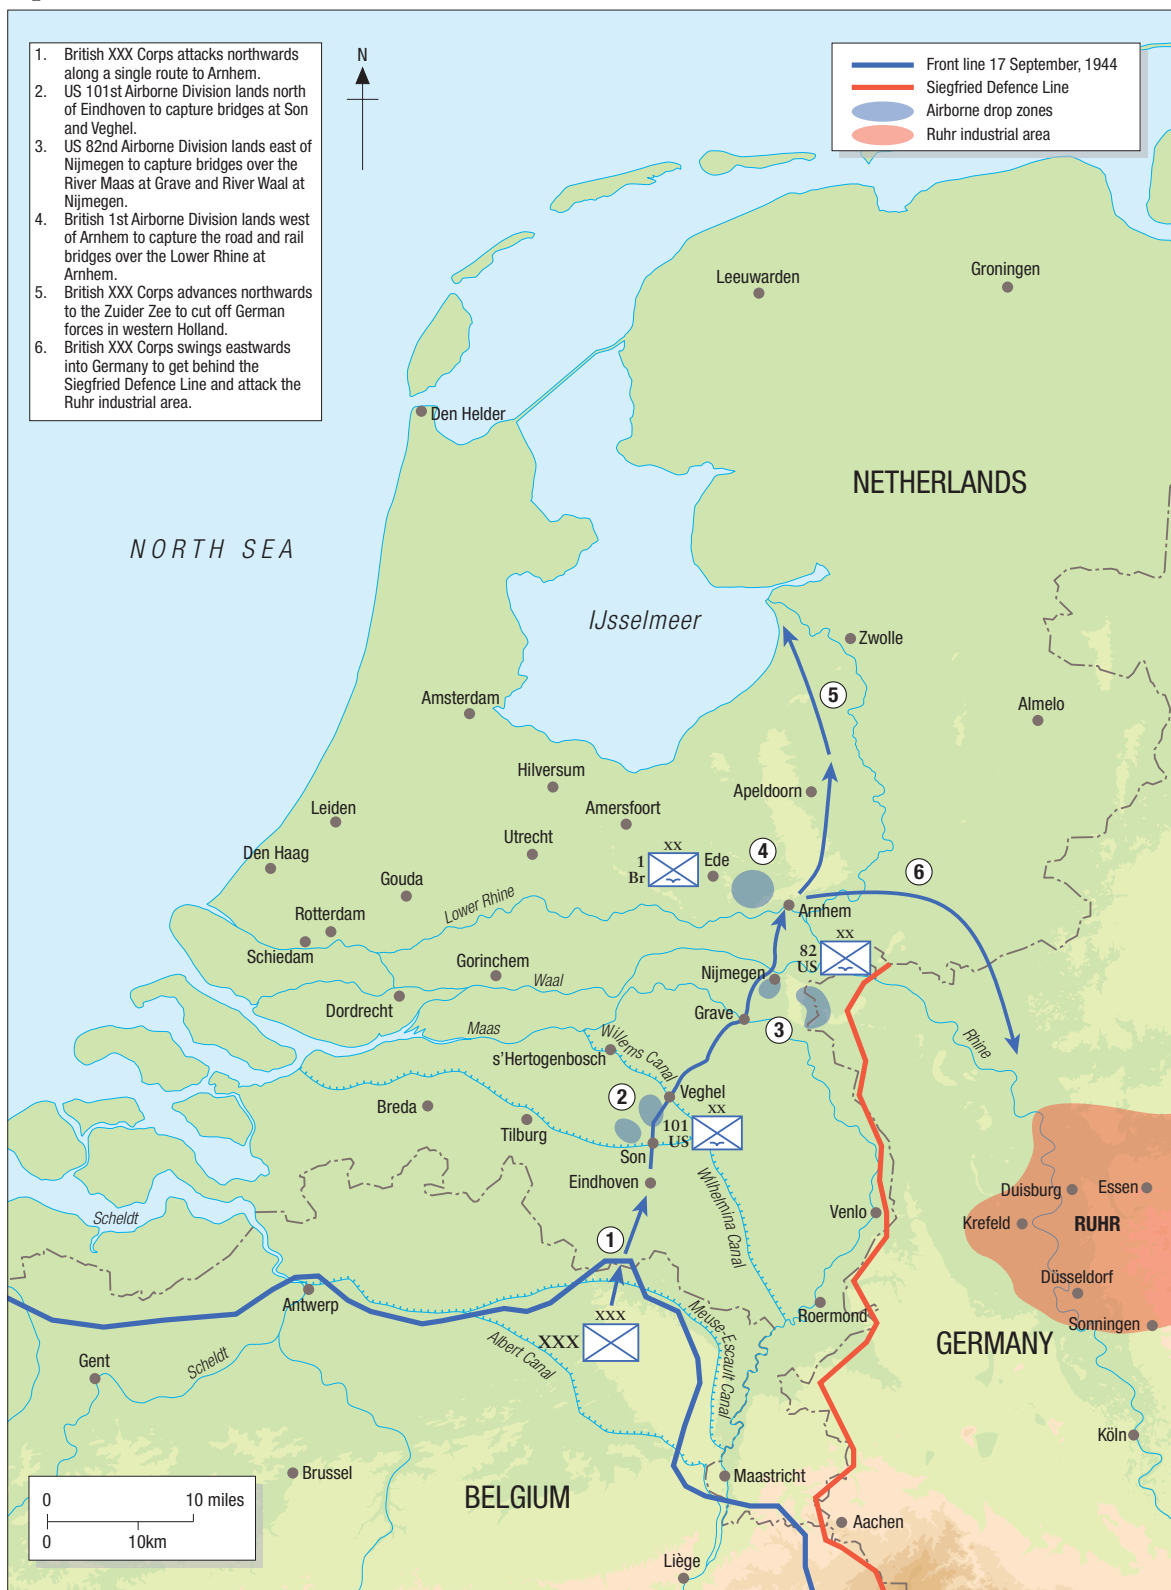 1. British XXX Corps attacks northwards
along a single route to Arnhem.
2. US 101st Airborne Division lands north
of Eindhoven to capture bridges at Son
and Veghel.
3. US 82nd Airborne Division lands east of
Nijmegen to capture bridges over the
River Maas at Grave and River Waal at
Nijmegen.
4. British 1st Airborne Division lands west
of Arnhem to capture the road and rail
bridges over the Lower Rhine at
Arnhem.
5. British XXX Corps advances northwards
to the Zuider Zee to cut off German
forces in western Holland.
6. British XXX Corps swings eastwards
into Germany to get behind the
Siegfried Defence Line and attack the
Ruhr industrial area.
N
Front line 17 September, 1944
Siegfried Defence Line
Airborne drop zones
Ruhr industrial area
Leeuwarden
Groningen
Den Helder
NETHERLANDS
NORTH SEA
IJsselmeer
Zwolle
5
Amsterdam
Almelo
Hilversum
Apeldoorn
Leiden
Amersfoort
Utrecht
Den Haag
xx
1
Br
Ede
4
6
Gouda
Lower Rhine
Arnhem
Rotterdam
Schiedam
xx
82
US
Gorinchem
Waal
Nijmegen
Dordrecht
Grave
3
Maas
Willems Canal
Rhine
s'Hertogenbosch
Veghel
2
Breda
Tilburg
xx
101
US
Son
Eindhoven
Wilhelmina Canal
Duisburg
Essen
Venlo
Krefeld
RUHR
Scheldt
1
Düsseldorf
Antwerp
Roermond
Sonningen
XXX
XXX
Meuse-Escault Canal
Albert Canal
GERMANY
Gent
Scheldt
Köln
Brussel
Maastricht
BELGIUM
Aachen
Liège
0 10 miles
0 10km